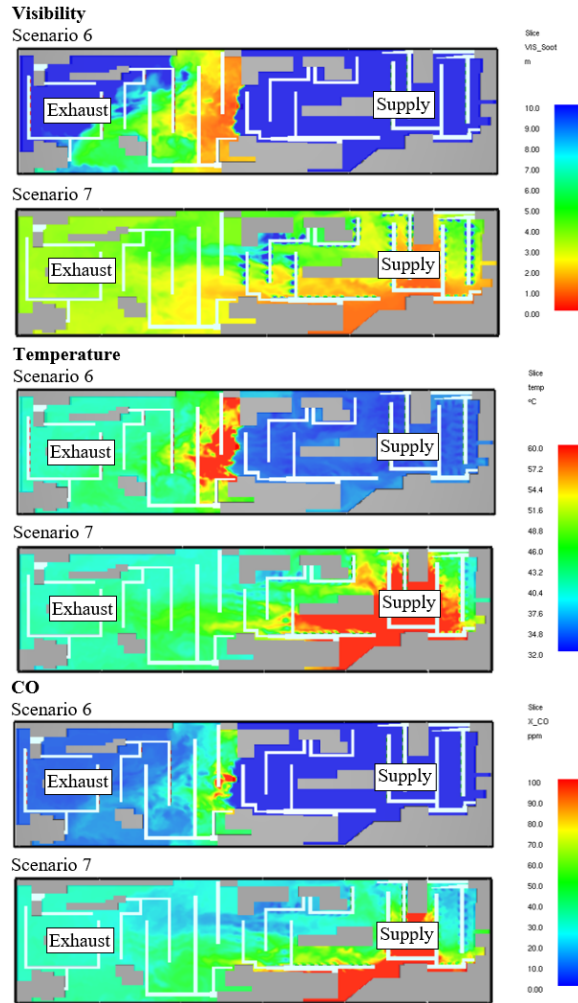 Visibility
Scenario 6
Exhaust
Supply
Slice
VIS_Soot
m
10.0
9.00
8.00
7.00
6.00
5.00
4.00
3.00
2.00
1.00
0.00
Scenario 7
Exhaust
Supply
Temperature
Scenario 6
Exhaust
Supply
Slice
temp
°C
60.0
57.2
54.4
51.6
48.8
46.0
43.2
40.4
37.6
34.8
32.0
Scenario 7
Exhaust
Supply
CO
Scenario 6
Exhaust
Supply
Slice
X_CO
ppm
100
90.0
80.0
70.0
60.0
50.0
40.0
30.0
20.0
10.0
0.00
Scenario 7
Exhaust
Supply